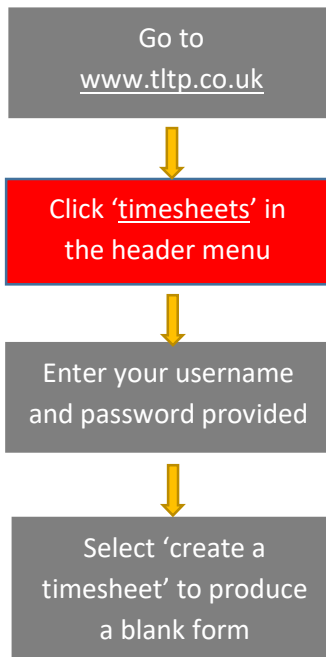 Go to
www.tltp.co.uk
Click ‘timesheets’ in
the header menu
Enter your username
and password provided
Select ‘create a
timesheet’ to produce
a blank form